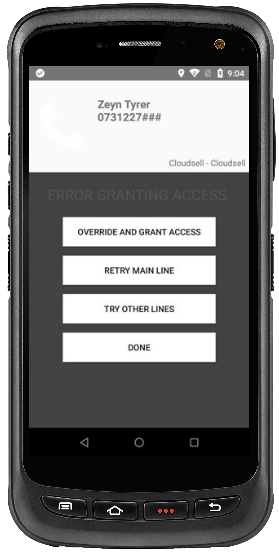 9:04
Zeyn Tyrer
0731227###
Cloudsell - Cloudsell
ERROR GRANTING ACCESS:
OVERRIDE AND GRANT ACCESS
RETRY MAIN LINE
TRY OTHER LINES
DONE